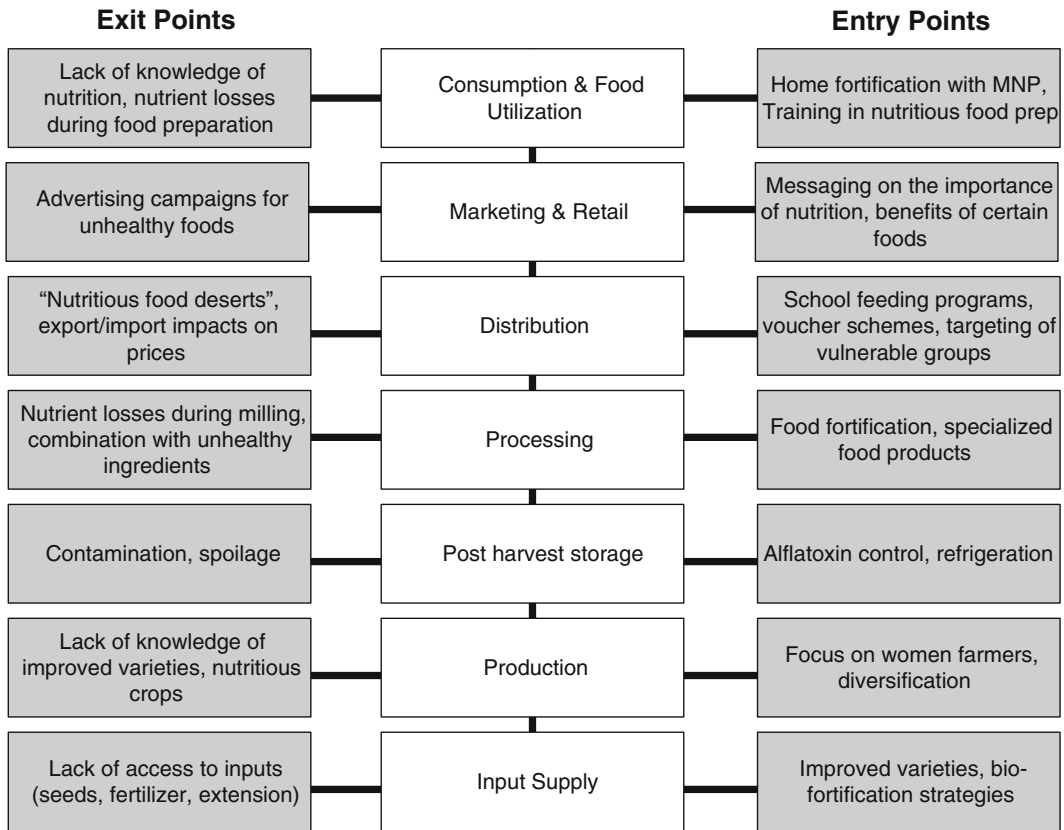 Exit Points
Entry Points
Lack of knowledge of
nutrition, nutrient losses
during food preparation
Consumption & Food
Utilization
Home fortification with MNP,
Training in nutritious food prep
Advertising campaigns for
unhealthy foods
Marketing & Retail
Messaging on the importance
of nutrition, benefits of certain
foods
“Nutritious food deserts”,
export/import impacts on
prices
Distribution
School feeding programs,
voucher schemes, targeting of
vulnerable groups
Nutrient losses during milling,
combination with unhealthy
ingredients
Processing
Food fortification, specialized
food products
Contamination, spoilage
Post harvest storage
Alflatoxin control, refrigeration
Lack of knowledge of
improved varieties, nutritious
crops
Production
Focus on women farmers,
diversification
Lack of access to inputs
(seeds, fertilizer, extension)
Input Supply
Improved varieties, bio-
fortification strategies